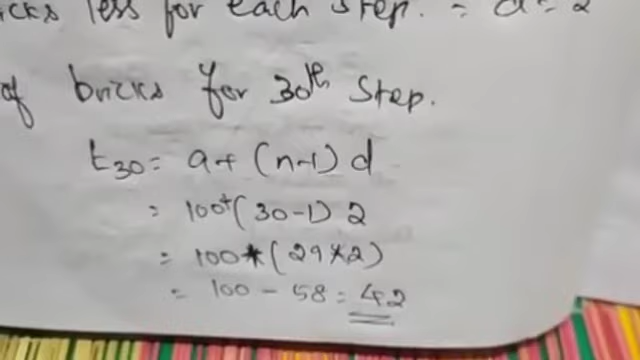 less for each step. = d = 2
of bricks for 30th step.
t30 = a + (n-1) d
= 100+(30-1) 2
= 100*(29*2)
= 100 - 58 = 42